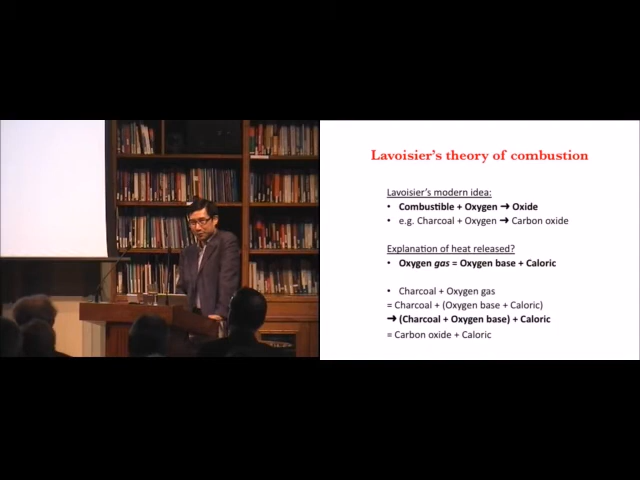 Lavoisier's theory of combustion
Lavoisier's modern idea:
• Combustible + Oxygen ➔ Oxide
• e.g. Charcoal + Oxygen ➔ Carbon oxide
Explanation of heat released?
• Oxygen gas = Oxygen base + Caloric
• Charcoal + Oxygen gas
= Charcoal + (Oxygen base + Caloric)
➔ (Charcoal + Oxygen base) + Caloric
= Carbon oxide + Caloric